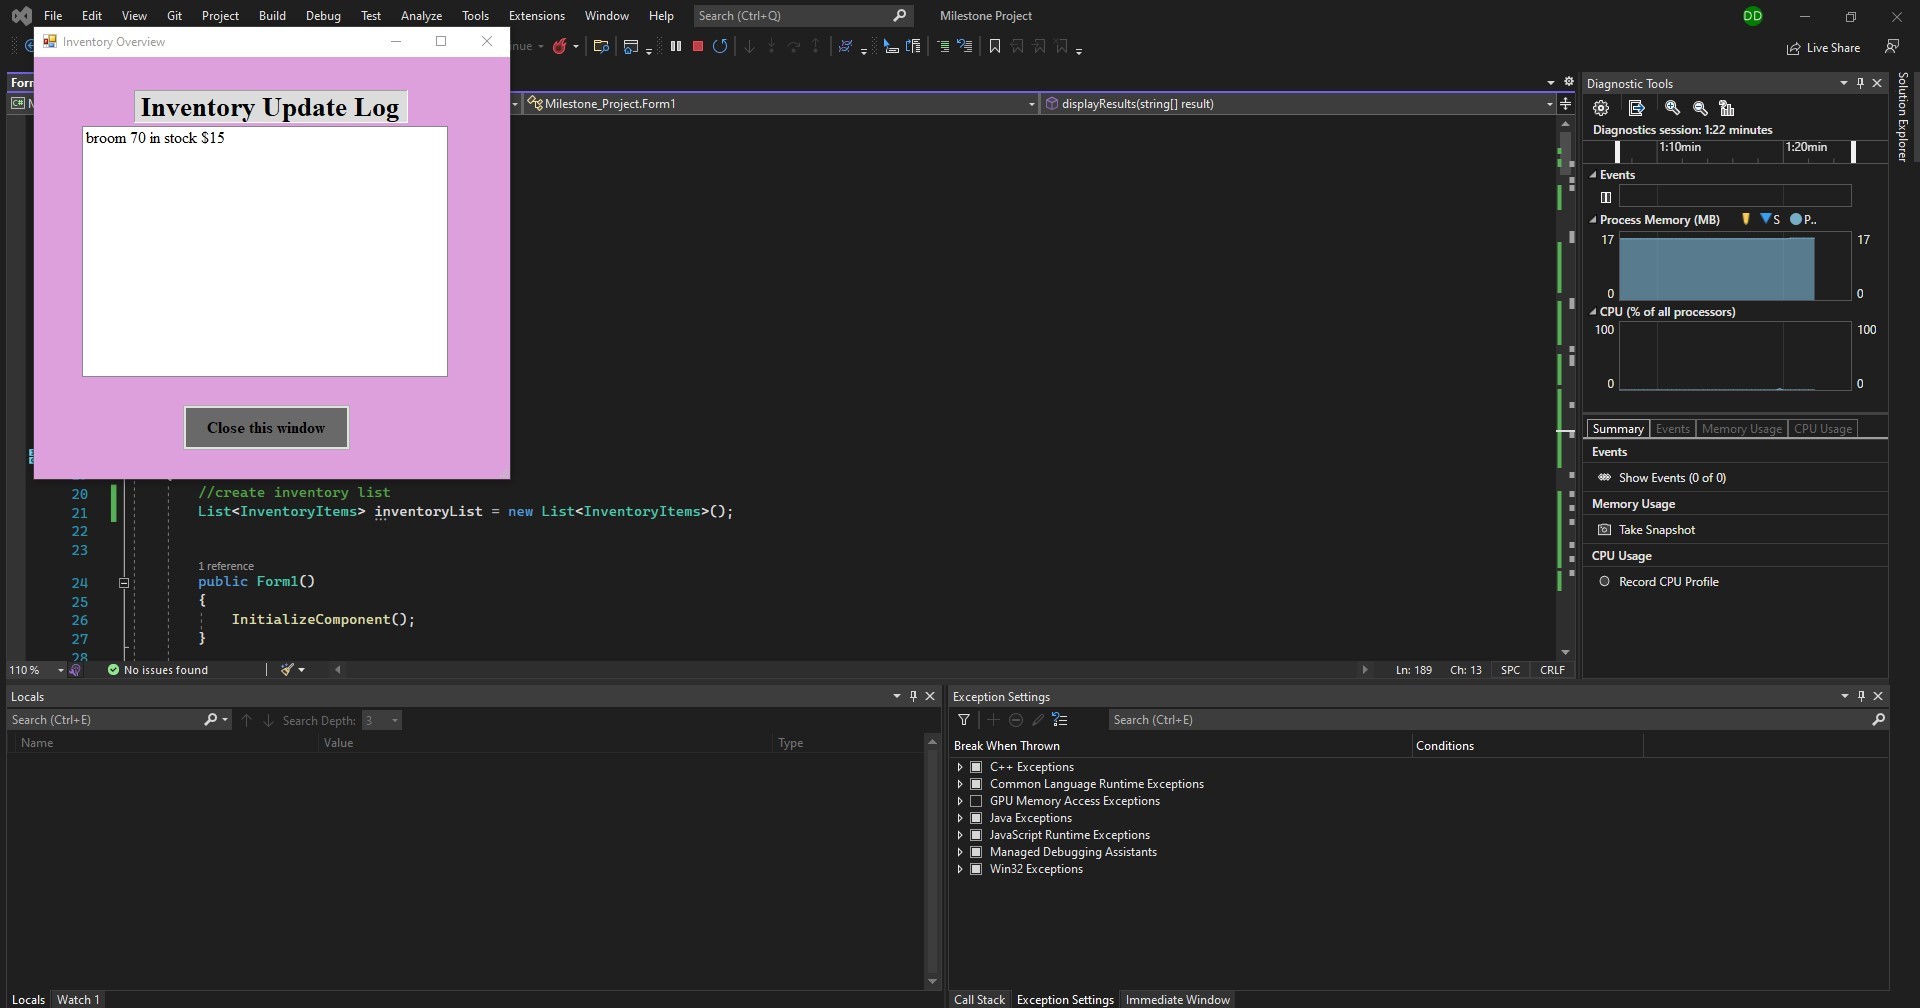 File Edit View Git Project Build Debug Test Analyze Tools Extensions Window Help Search (Ctrl+Q) Milestone Project DD
Inventory Overview
Live Share
Inventory Update Log
broom 70 in stock $15
Close this window
Milestone_Project.Form1 displayResults(string[] result)
20 //create inventory list
21 List<InventoryItems> inventoryList = new List<InventoryItems>();
22
23
1 reference
24 public Form1()
25 {
26 InitializeComponent();
27 }
28
110 % No issues found Ln: 189 Ch: 13 SPC CRLF
Diagnostic Tools
Diagnostics session: 1:22 minutes
1:10min 1:20min
Events
Process Memory (MB) S P..
17 17
0 0
CPU (% of all processors)
100 100
0 0
Summary Events Memory Usage CPU Usage
Events
Show Events (0 of 0)
Memory Usage
Take Snapshot
CPU Usage
Record CPU Profile
Solution Explorer
Locals
Search (Ctrl+E) Search Depth: 3
Name Value Type
Locals Watch 1
Exception Settings
Search (Ctrl+E)
Break When Thrown Conditions
C++ Exceptions
Common Language Runtime Exceptions
GPU Memory Access Exceptions
Java Exceptions
JavaScript Runtime Exceptions
Managed Debugging Assistants
Win32 Exceptions
Call Stack Exception Settings Immediate Window